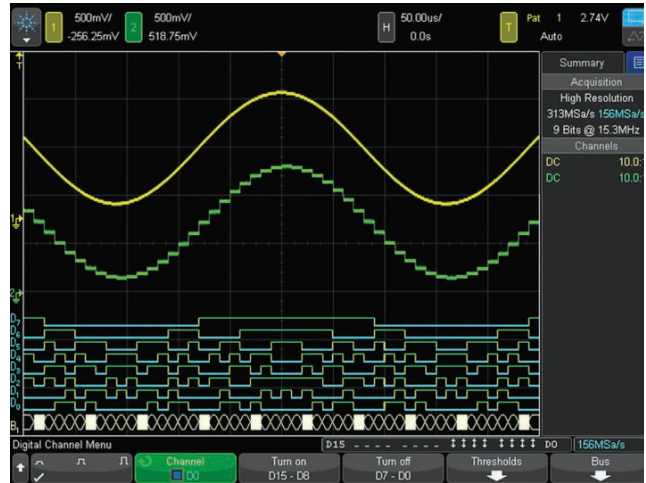 1 500mV/ 2 500mV/ H 50.00us/ T Pat 1 2.74V
-256.25mV 518.75mV 0.0s Auto
T
Summary
Acquisition
High Resolution
313MSa/s 156MSa/s
9 Bits @ 15.3MHz
Channels
DC 10.0:
DC 10.0:
1
2
D7
D6
D5
D4
D3
D2
D1
D0
B1
Digital Channel Menu D15 D0 156MSa/s
Channel Turn on Turn off Thresholds Bus
D0 D15 - D8 D7 - D0